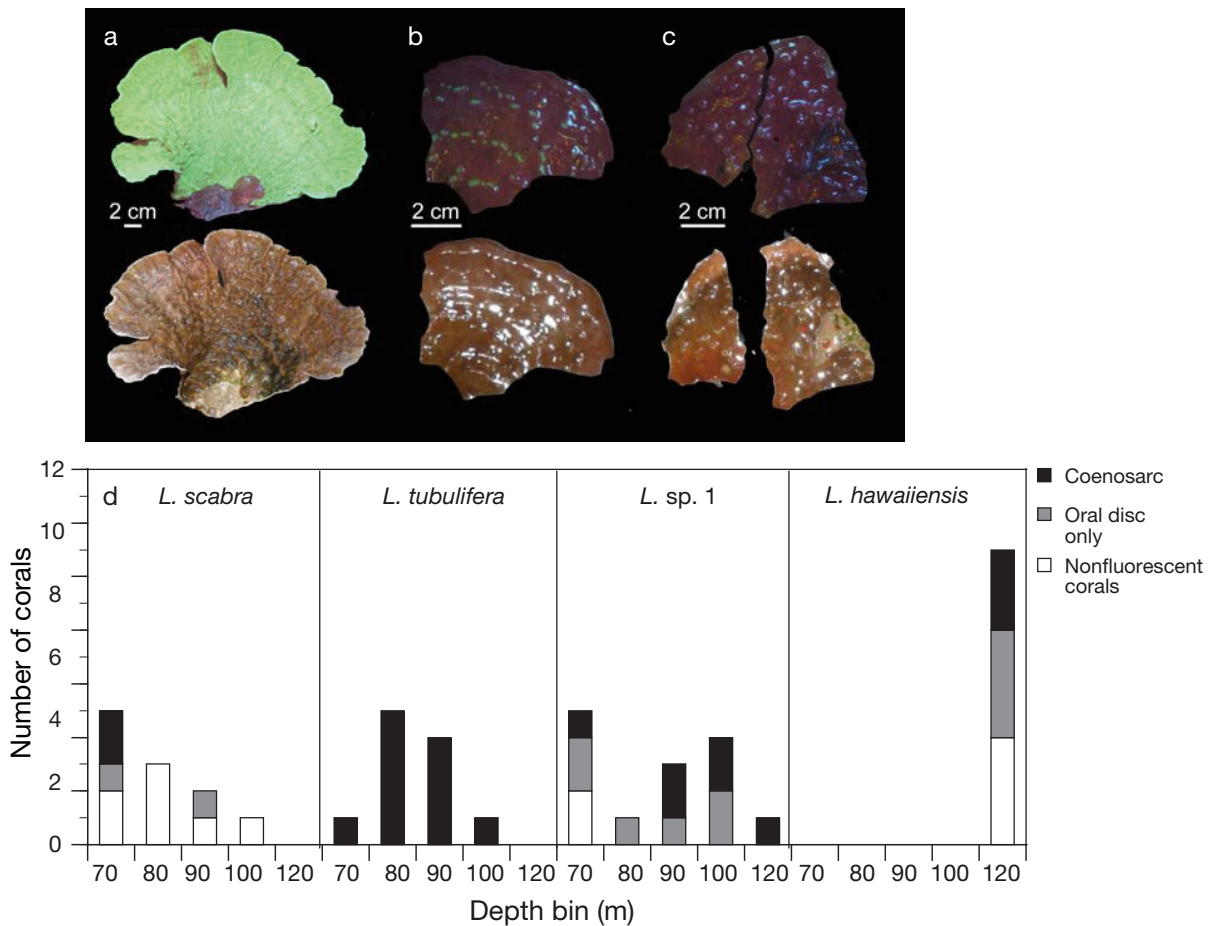 a
b
c
2 cm
2 cm
2 cm
d
L. scabra
L. tubulifera
L. sp. 1
L. hawaiiensis
Coenosarc
Oral disc
only
Nonfluorescent
corals
Number of corals
12
10
8
6
4
2
0
70 80 90 100 120 70 80 90 100 120 70 80 90 100 120 70 80 90 100 120
Depth bin (m)